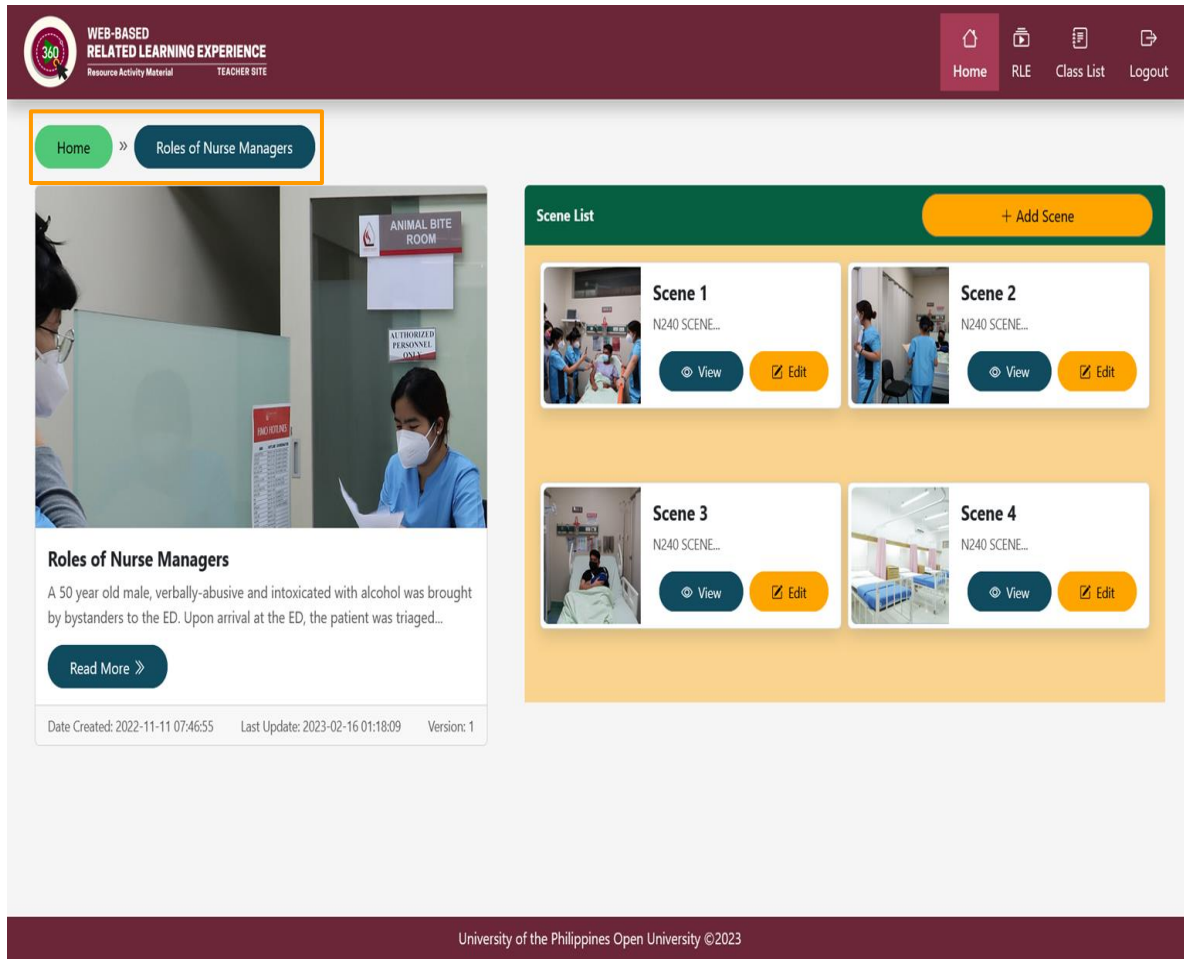 360
WEB-BASED
RELATED LEARNING EXPERIENCE
Resource Activity Material TEACHER SITE
Home
RLE
Class List
Logout
Home » Roles of Nurse Managers
ANIMAL BITE
ROOM
AUTHORIZED
PERSONNEL
ONLY
HMO HOTLINES
Roles of Nurse Managers
A 50 year old male, verbally-abusive and intoxicated with alcohol was brought
by bystanders to the ED. Upon arrival at the ED, the patient was triaged...
Read More »
Date Created: 2022-11-11 07:46:55 Last Update: 2023-02-16 01:18:09 Version: 1
Scene List
+ Add Scene
Scene 1
N240 SCENE...
View
Edit
Scene 2
N240 SCENE...
View
Edit
Scene 3
N240 SCENE...
View
Edit
Scene 4
N240 SCENE...
View
Edit
University of the Philippines Open University ©2023